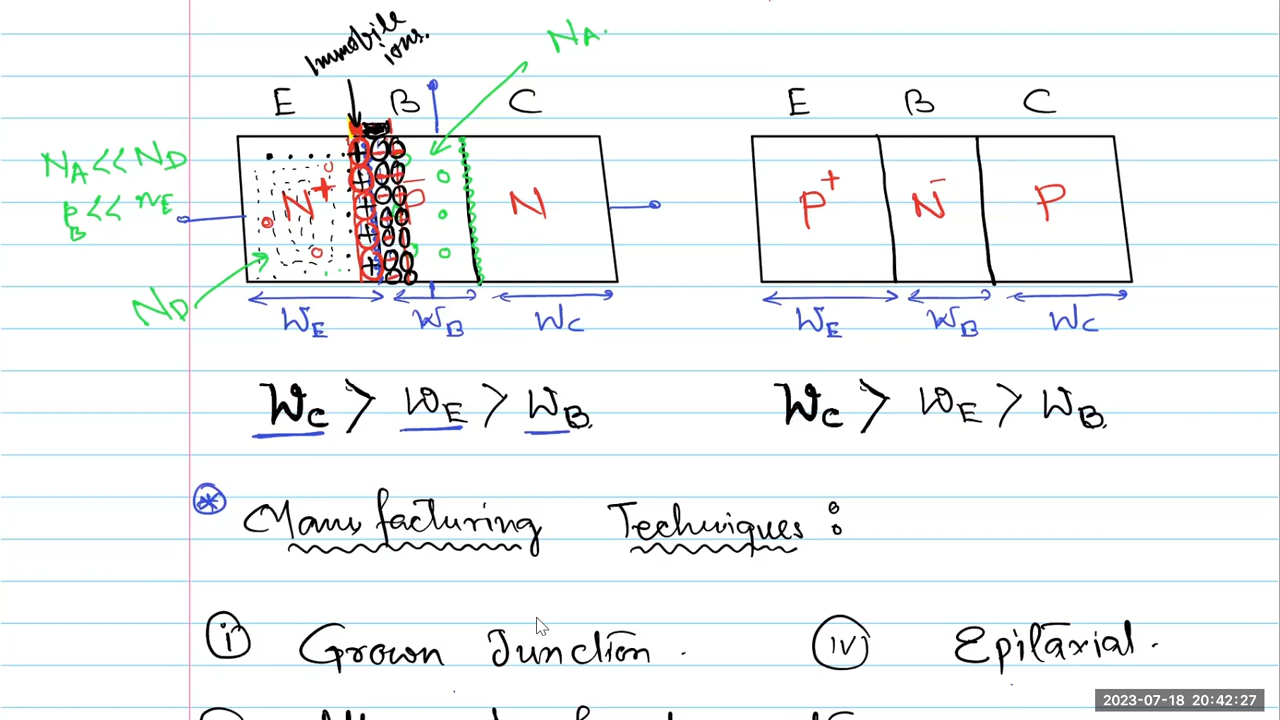 Immobile ions.
NA.
E B C
E B C
NA << ND
pB << nE
N+ P- N
P+ N- P
ND
WE WB WC
WE WB WC
WC > WE > WB.
WC > WE > WB.
* Manufacturing Techniques :
i) Grown Junction .
iv) Epitaxial .
2023-07-18 20:42:27